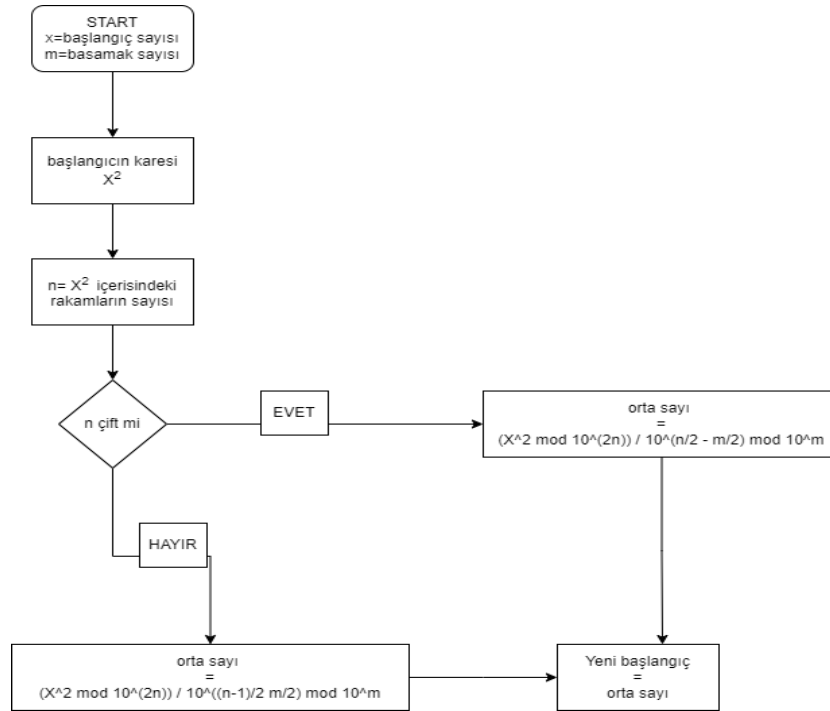 START
x=başlangıç sayısı
m=basamak sayısı
başlangıcın karesi
X²
n= X² içerisindeki
rakamların sayısı
n çift mi
EVET
orta sayı
=
(X^2 mod 10^(2n)) / 10^(n/2 - m/2) mod 10^m
HAYIR
orta sayı
=
(X^2 mod 10^(2n)) / 10^((n-1)/2 m/2) mod 10^m
Yeni başlangıç
=
orta sayı